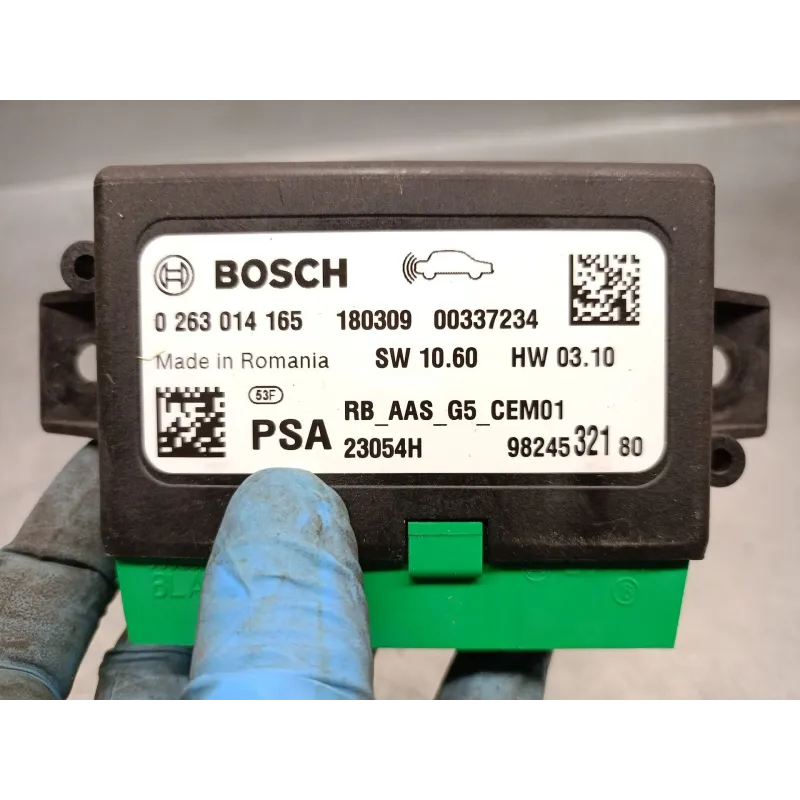 BOSCH
0 263 014 165 180309 00337234
Made in Romania SW 10.60 HW 03.10
53F
RB_AAS_G5_CEM01
PSA 23054H 98245 321 80